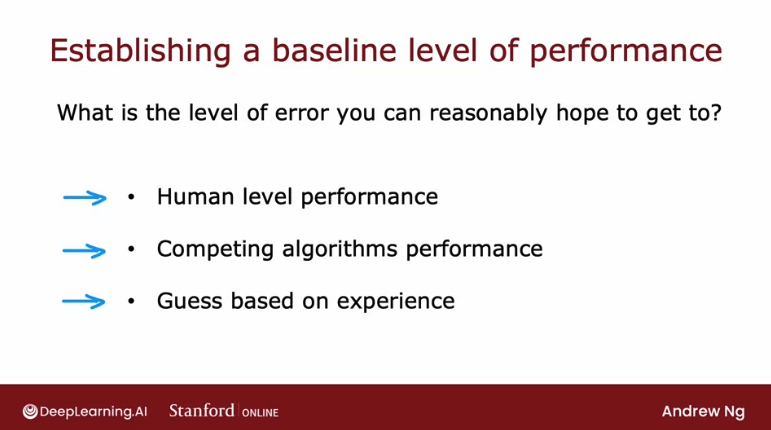 Establishing a baseline level of performance
What is the level of error you can reasonably hope to get to?
• Human level performance
• Competing algorithms performance
• Guess based on experience
DeepLearning.AI Stanford ONLINE Andrew Ng